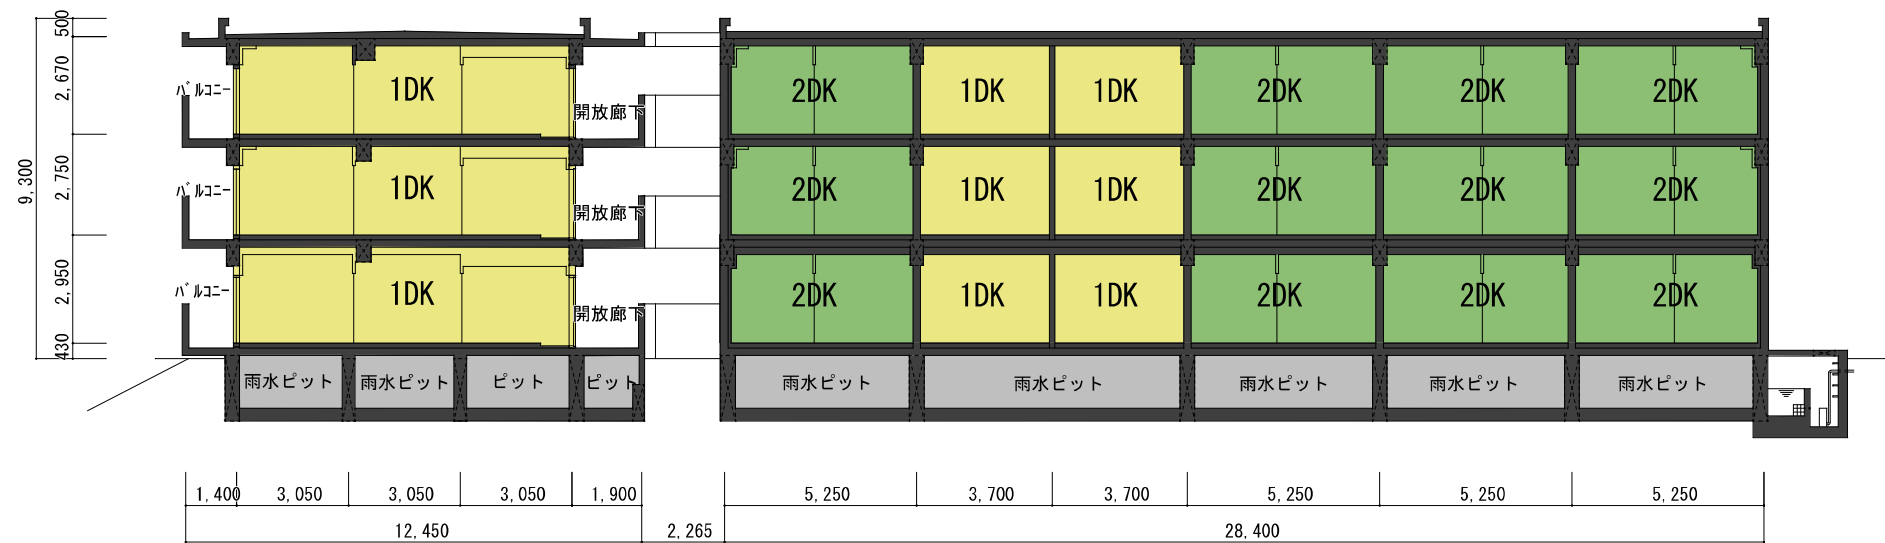 500
2,670
2,750
2,950
430
9,300
バルコニー 1DK 開放廊下 2DK 1DK 1DK 2DK 2DK 2DK
バルコニー 1DK 開放廊下 2DK 1DK 1DK 2DK 2DK 2DK
バルコニー 1DK 開放廊下 2DK 1DK 1DK 2DK 2DK 2DK
雨水ピット 雨水ピット ピット ピット 雨水ピット 雨水ピット 雨水ピット 雨水ピット 雨水ピット
1,400 3,050 3,050 3,050 1,900 5,250 3,700 3,700 5,250 5,250 5,250
12,450 2,265 28,400